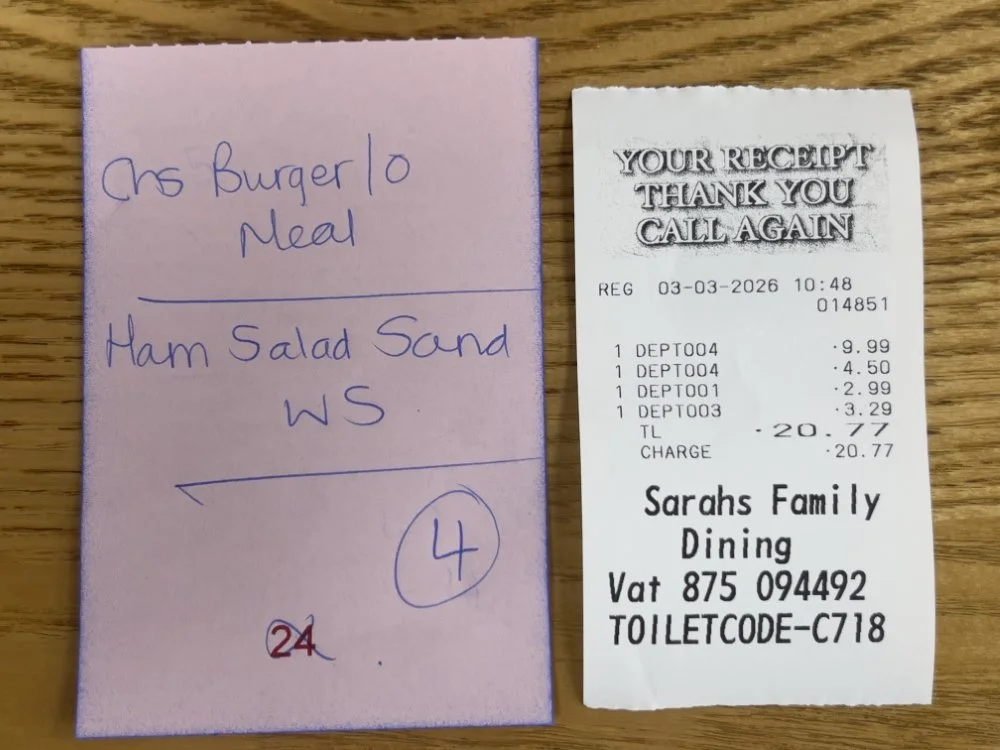 Chs Burger/o
Meal
Ham Salad Sand
WS
4
24
YOUR RECEIPT
THANK YOU
CALL AGAIN
REG 03-03-2026 10:48
014851
1 DEPT004 ·9.99
1 DEPT004 ·4.50
1 DEPT001 ·2.99
1 DEPT003 ·3.29
TL ·20.77
CHARGE ·20.77
Sarahs Family
Dining
Vat 875 094492
TOILETCODE-C718